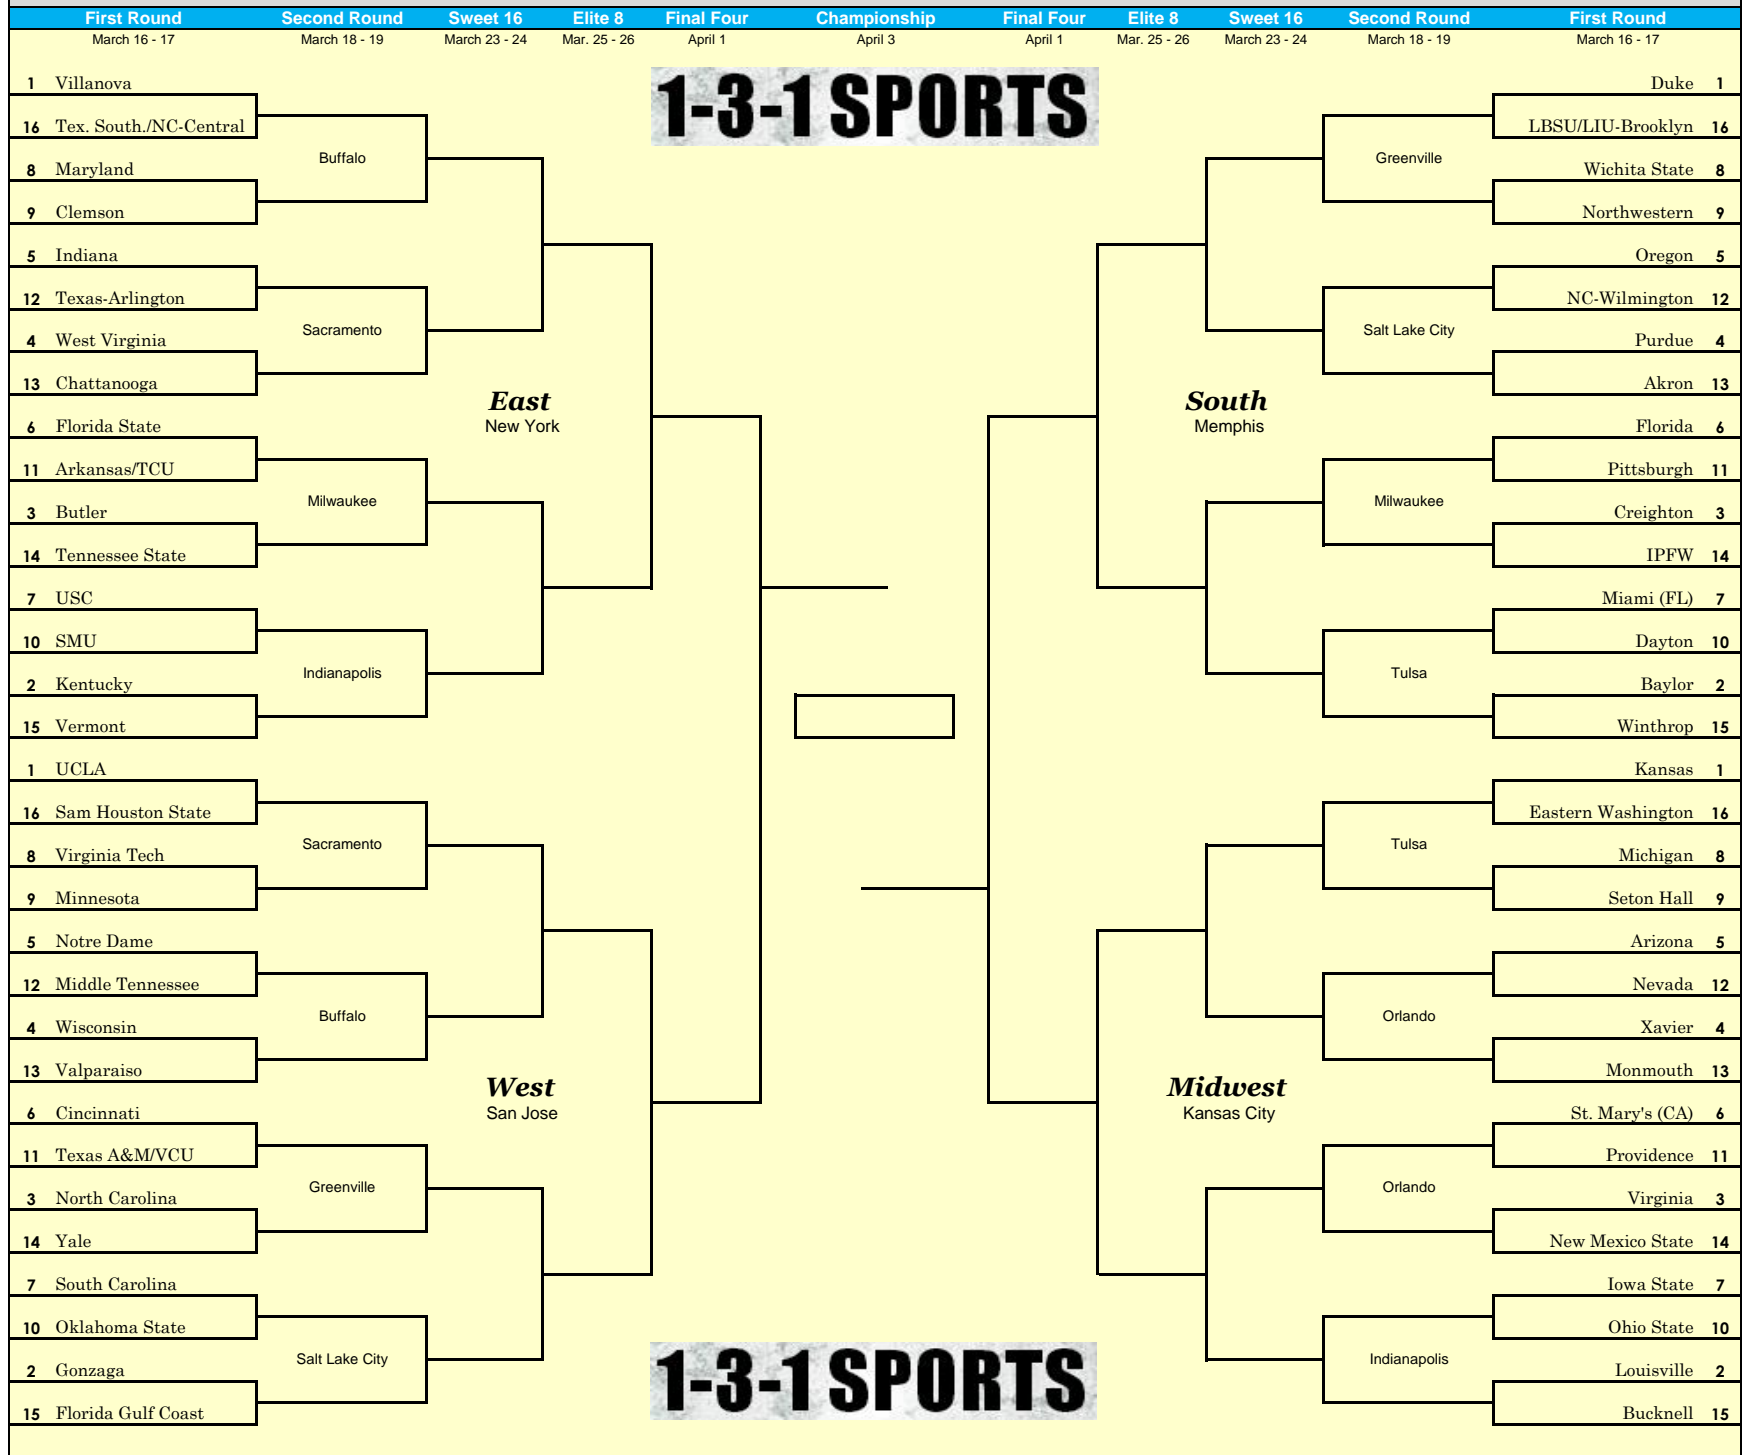 First Round Second Round Sweet 16 Elite 8 Final Four Championship Final Four Elite 8 Sweet 16 Second Round First Round
March 16 - 17 March 18 - 19 March 23 - 24 Mar. 25 - 26 April 1 April 3 April 1 Mar. 25 - 26 March 23 - 24 March 18 - 19 March 16 - 17
1-3-1 SPORTS
1 Villanova
16 Tex. South./NC-Central
Buffalo
8 Maryland
9 Clemson
5 Indiana
12 Texas-Arlington
Sacramento
4 West Virginia
13 Chattanooga
East
New York
6 Florida State
11 Arkansas/TCU
Milwaukee
3 Butler
14 Tennessee State
7 USC
10 SMU
Indianapolis
2 Kentucky
15 Vermont
1 UCLA
16 Sam Houston State
Sacramento
8 Virginia Tech
9 Minnesota
5 Notre Dame
12 Middle Tennessee
Buffalo
4 Wisconsin
13 Valparaiso
West
San Jose
6 Cincinnati
11 Texas A&M/VCU
Greenville
3 North Carolina
14 Yale
7 South Carolina
10 Oklahoma State
Salt Lake City
2 Gonzaga
15 Florida Gulf Coast
Duke 1
LBSU/LIU-Brooklyn 16
Greenville
Wichita State 8
Northwestern 9
Oregon 5
NC-Wilmington 12
Salt Lake City
Purdue 4
Akron 13
South
Memphis
Florida 6
Pittsburgh 11
Milwaukee
Creighton 3
IPFW 14
Miami (FL) 7
Dayton 10
Tulsa
Baylor 2
Winthrop 15
Kansas 1
Eastern Washington 16
Tulsa
Michigan 8
Seton Hall 9
Arizona 5
Nevada 12
Orlando
Xavier 4
Monmouth 13
Midwest
Kansas City
St. Mary's (CA) 6
Providence 11
Orlando
Virginia 3
New Mexico State 14
Iowa State 7
Ohio State 10
Indianapolis
Louisville 2
Bucknell 15
1-3-1 SPORTS